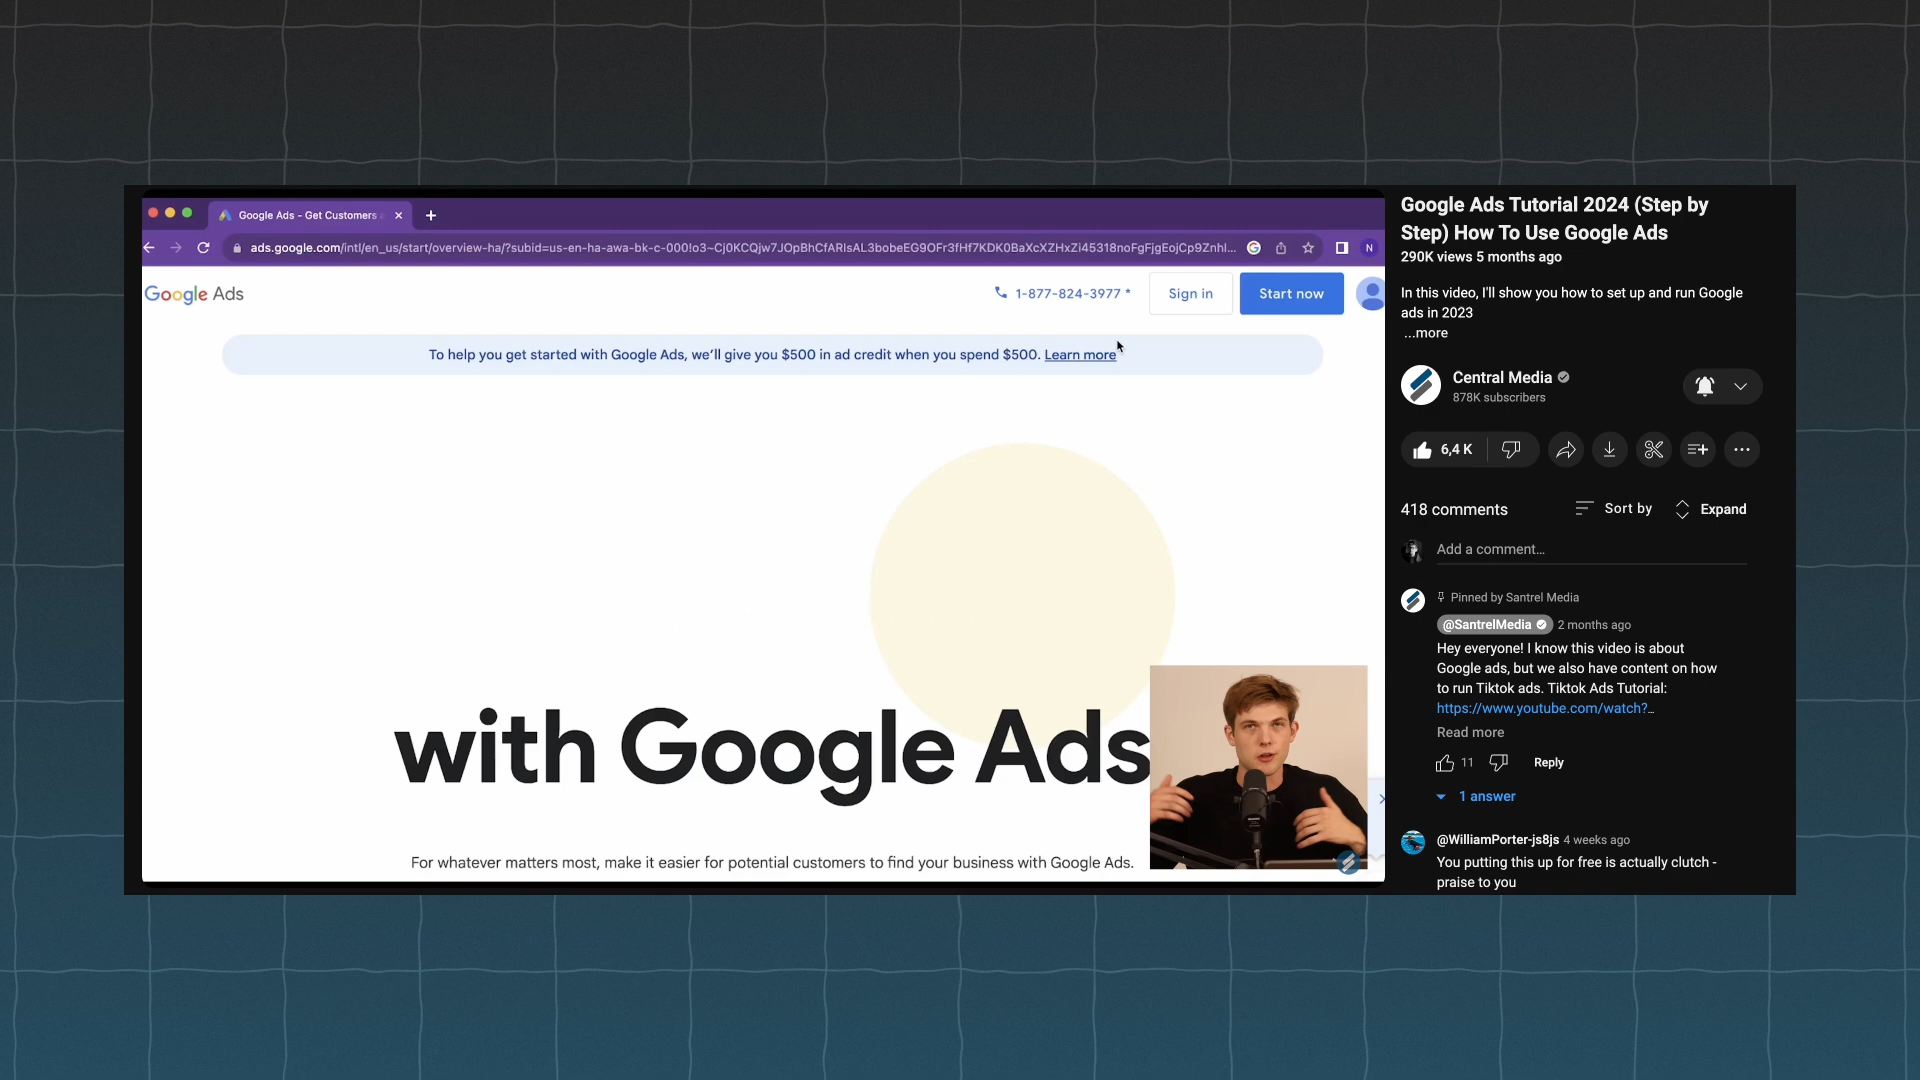 Google Ads - Get Customers
ads.google.com/intl/en_us/start/overview-ha/?subid=us-en-ha-awa-bk-c-000!o3~Cj0KCQjw7JOpBhCfARIsAL3bobeEG9OFr3fHf7KDK0BaXcXZHxZi45318noFgFjgEojCp9Znhl...
N
Google Ads
1-877-824-3977 *
Sign in
Start now
To help you get started with Google Ads, we'll give you $500 in ad credit when you spend $500. Learn more
with Google Ads
For whatever matters most, make it easier for potential customers to find your business with Google Ads.
Google Ads Tutorial 2024 (Step by
Step) How To Use Google Ads
290K views 5 months ago
In this video, I'll show you how to set up and run Google
ads in 2023
...more
Central Media
878K subscribers
6,4 K
418 comments
Sort by
Expand
Add a comment...
Pinned by Santrel Media
@SantrelMedia 2 months ago
Hey everyone! I know this video is about
Google ads, but we also have content on how
to run Tiktok ads. Tiktok Ads Tutorial:
https://www.youtube.com/watch?...
Read more
11
Reply
1 answer
@WilliamPorter-js8js 4 weeks ago
You putting this up for free is actually clutch -
praise to you